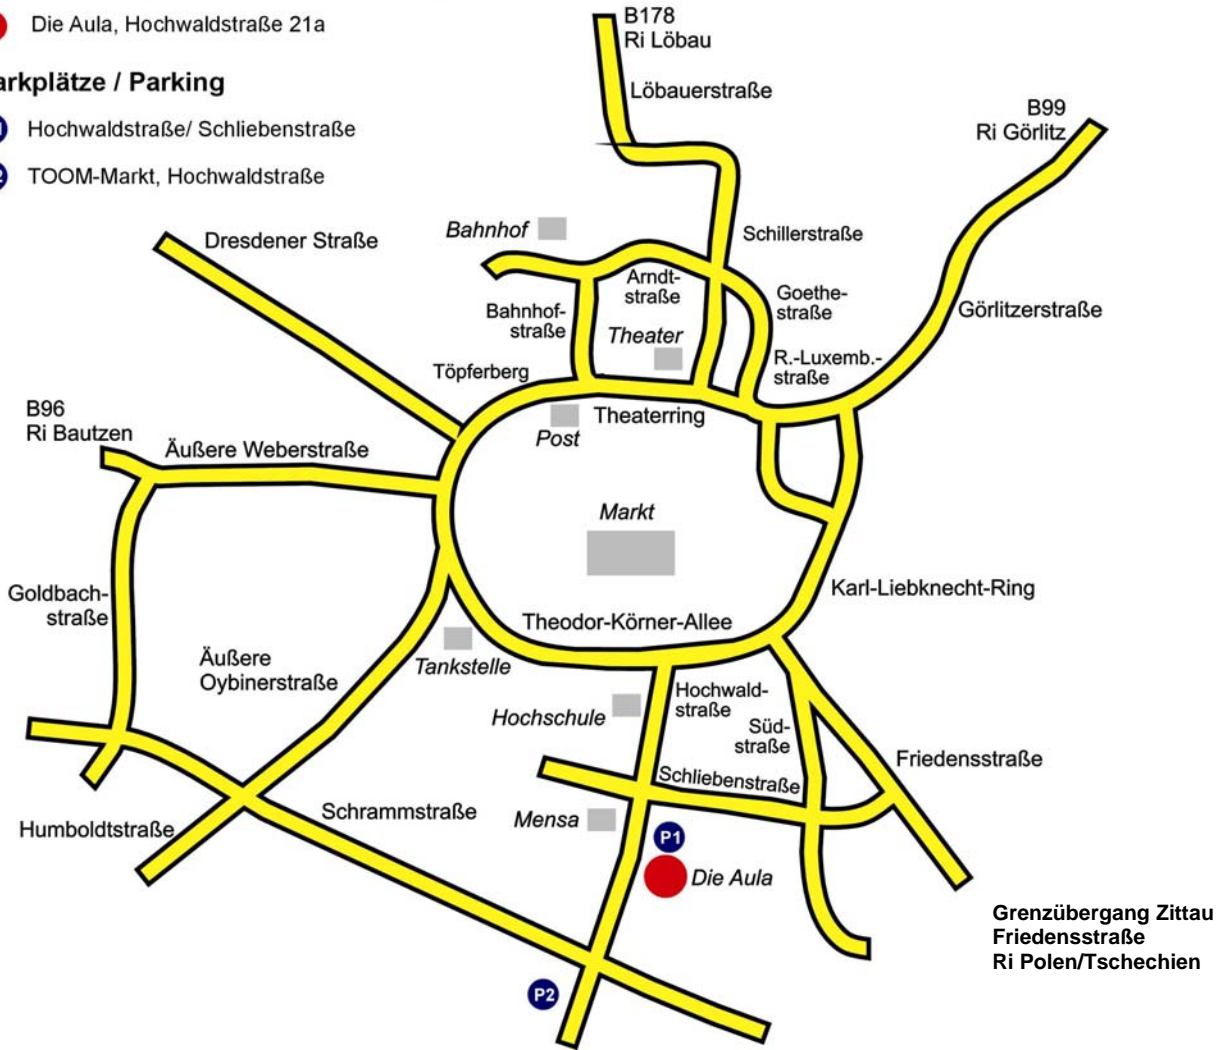 Die Aula, Hochwaldstraße 21a
arkplätze / Parking
Hochwaldstraße/ Schliebenstraße
TOOM-Markt, Hochwaldstraße
B178
Ri Löbau
Löbauerstraße
B99
Ri Görlitz
Dresdener Straße
Bahnhof
Schillerstraße
Arndt-
straße
Goethe-
straße
Bahnhof-
straße
Theater
Görlitzerstraße
R.-Luxemb.-
straße
Töpferberg
Theaterring
Post
B96
Ri Bautzen
Äußere Weberstraße
Markt
Goldbach-
straße
Karl-Liebknecht-Ring
Theodor-Körner-Allee
Äußere
Oybinerstraße
Tankstelle
Hochwald-
straße
Hochschule
Süd-
straße
Friedensstraße
Schliebenstraße
Schrammstraße
Mensa
Humboldtstraße
P1
Die Aula
Grenzübergang Zittau
Friedensstraße
Ri Polen/Tschechien
P2